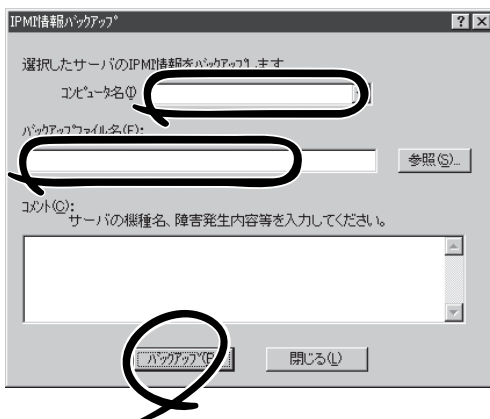 IPMI情報ﾊﾞｯｸｱｯﾌﾟ
選択したサーバのIPMI情報をﾊﾞｯｸｱｯﾌﾟします
ｺﾝﾋﾟｭｰﾀ名(I)
ﾊﾞｯｸｱｯﾌﾟﾌｧｲﾙ名(F):
参照(S)...
ｺﾒﾝﾄ(C):
サーバの機種名、障害発生内容等を入力してください。
ﾊﾞｯｸｱｯﾌﾟ(B) 閉じる(L)